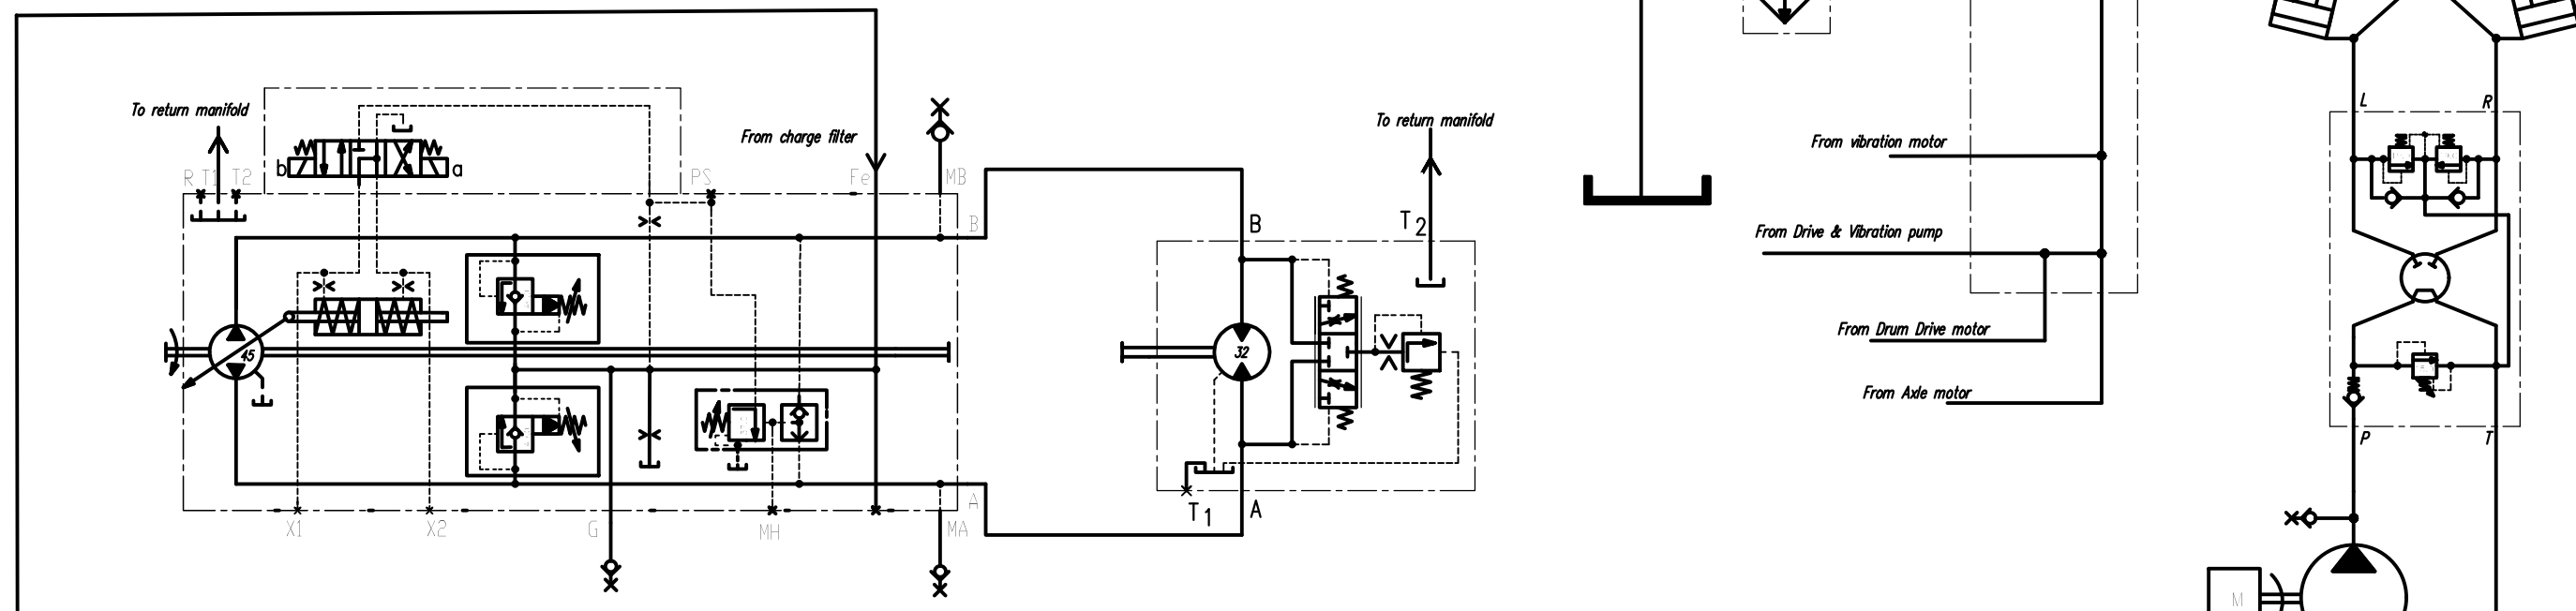 To return manifold
b
a
From charge filter
R T1 T2
PS
Fe
MB
B
45
A
X1
X2
G
MH
MA
To return manifold
B
T2
32
T1
A
From vibration motor
From Drive & Vibration pump
From Drum Drive motor
From Axle motor
L
R
P
T
M